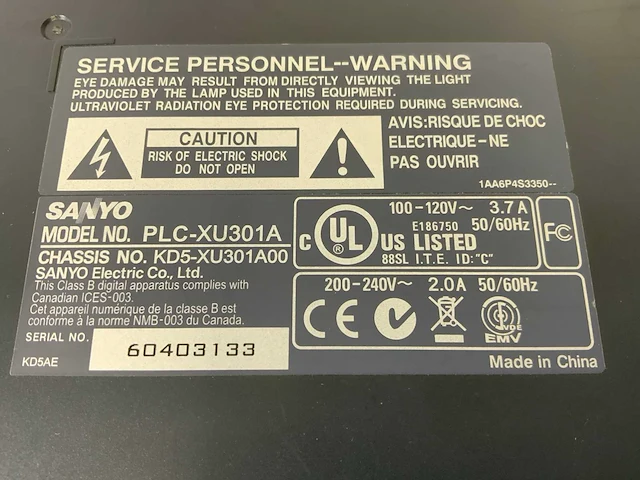 SERVICE PERSONNEL--WARNING
EYE DAMAGE MAY RESULT FROM DIRECTLY VIEWING THE LIGHT
PRODUCED BY THE LAMP USED IN THIS EQUIPMENT.
ULTRAVIOLET RADIATION EYE PROTECTION REQUIRED DURING SERVICING.
CAUTION
RISK OF ELECTRIC SHOCK
DO NOT OPEN
AVIS:RISQUE DE CHOC
ELECTRIQUE-NE
PAS OUVRIR
1AA6P4S3350--
SANYO
MODEL NO. PLC-XU301A
CHASSIS NO. KD5-XU301A00
SANYO Electric Co., Ltd.
This Class B digital apparatus complies with
Canadian ICES-003.
Cet appareil numérique de la classe B est
conforme à la norme NMB-003 du Canada.
SERIAL NO.
60403133
KD5AE
100-120V~ 3.7A
E186750 50/60Hz
C UL ® US LISTED
88SL I.T.E. ID:"C"
FC
200-240V~ 2.0A 50/60Hz
CE
VDE
EMV
Made in China